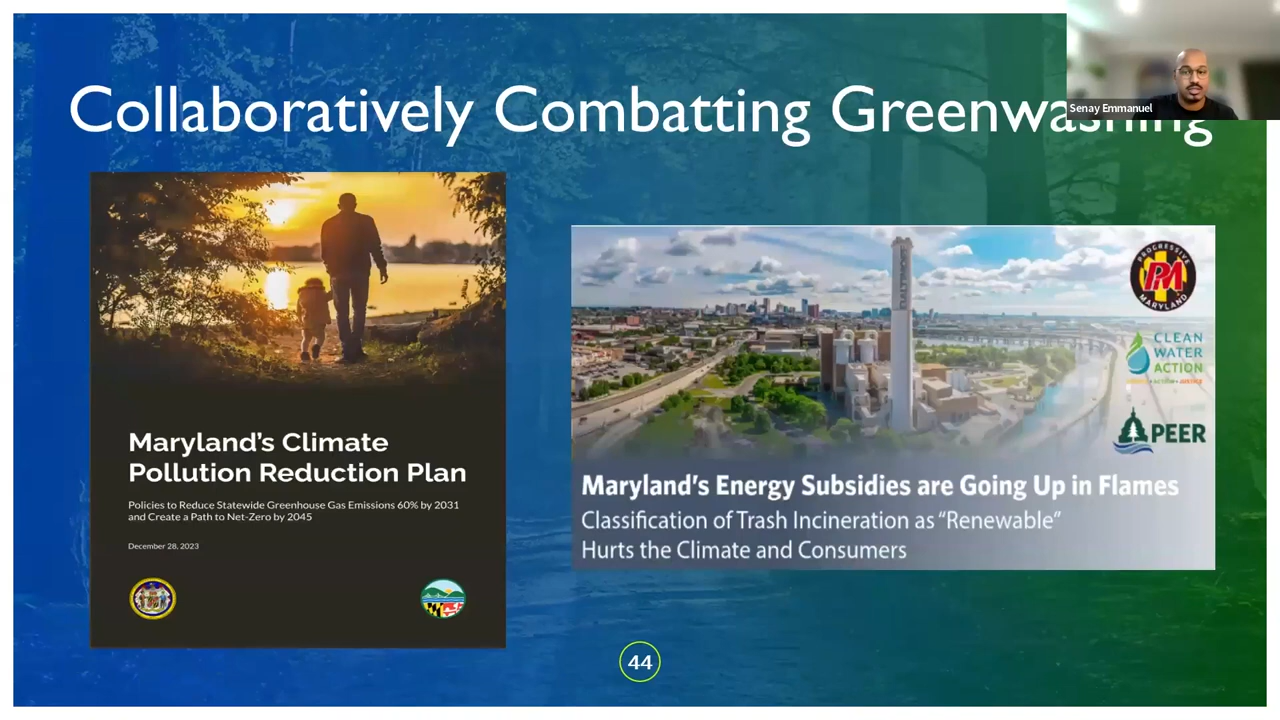 Collaboratively Combatting Greenwashing
Senay Emmanuel
Maryland's Climate
Pollution Reduction Plan
Policies to Reduce Statewide Greenhouse Gas Emissions 60% by 2031
and Create a Path to Net-Zero by 2045
December 28, 2023
BALTIMORE
PROGRESSIVE
PM
MARYLAND
CLEAN
WATER
ACTION
PEER
Maryland's Energy Subsidies are Going Up in Flames
Classification of Trash Incineration as "Renewable"
Hurts the Climate and Consumers
44